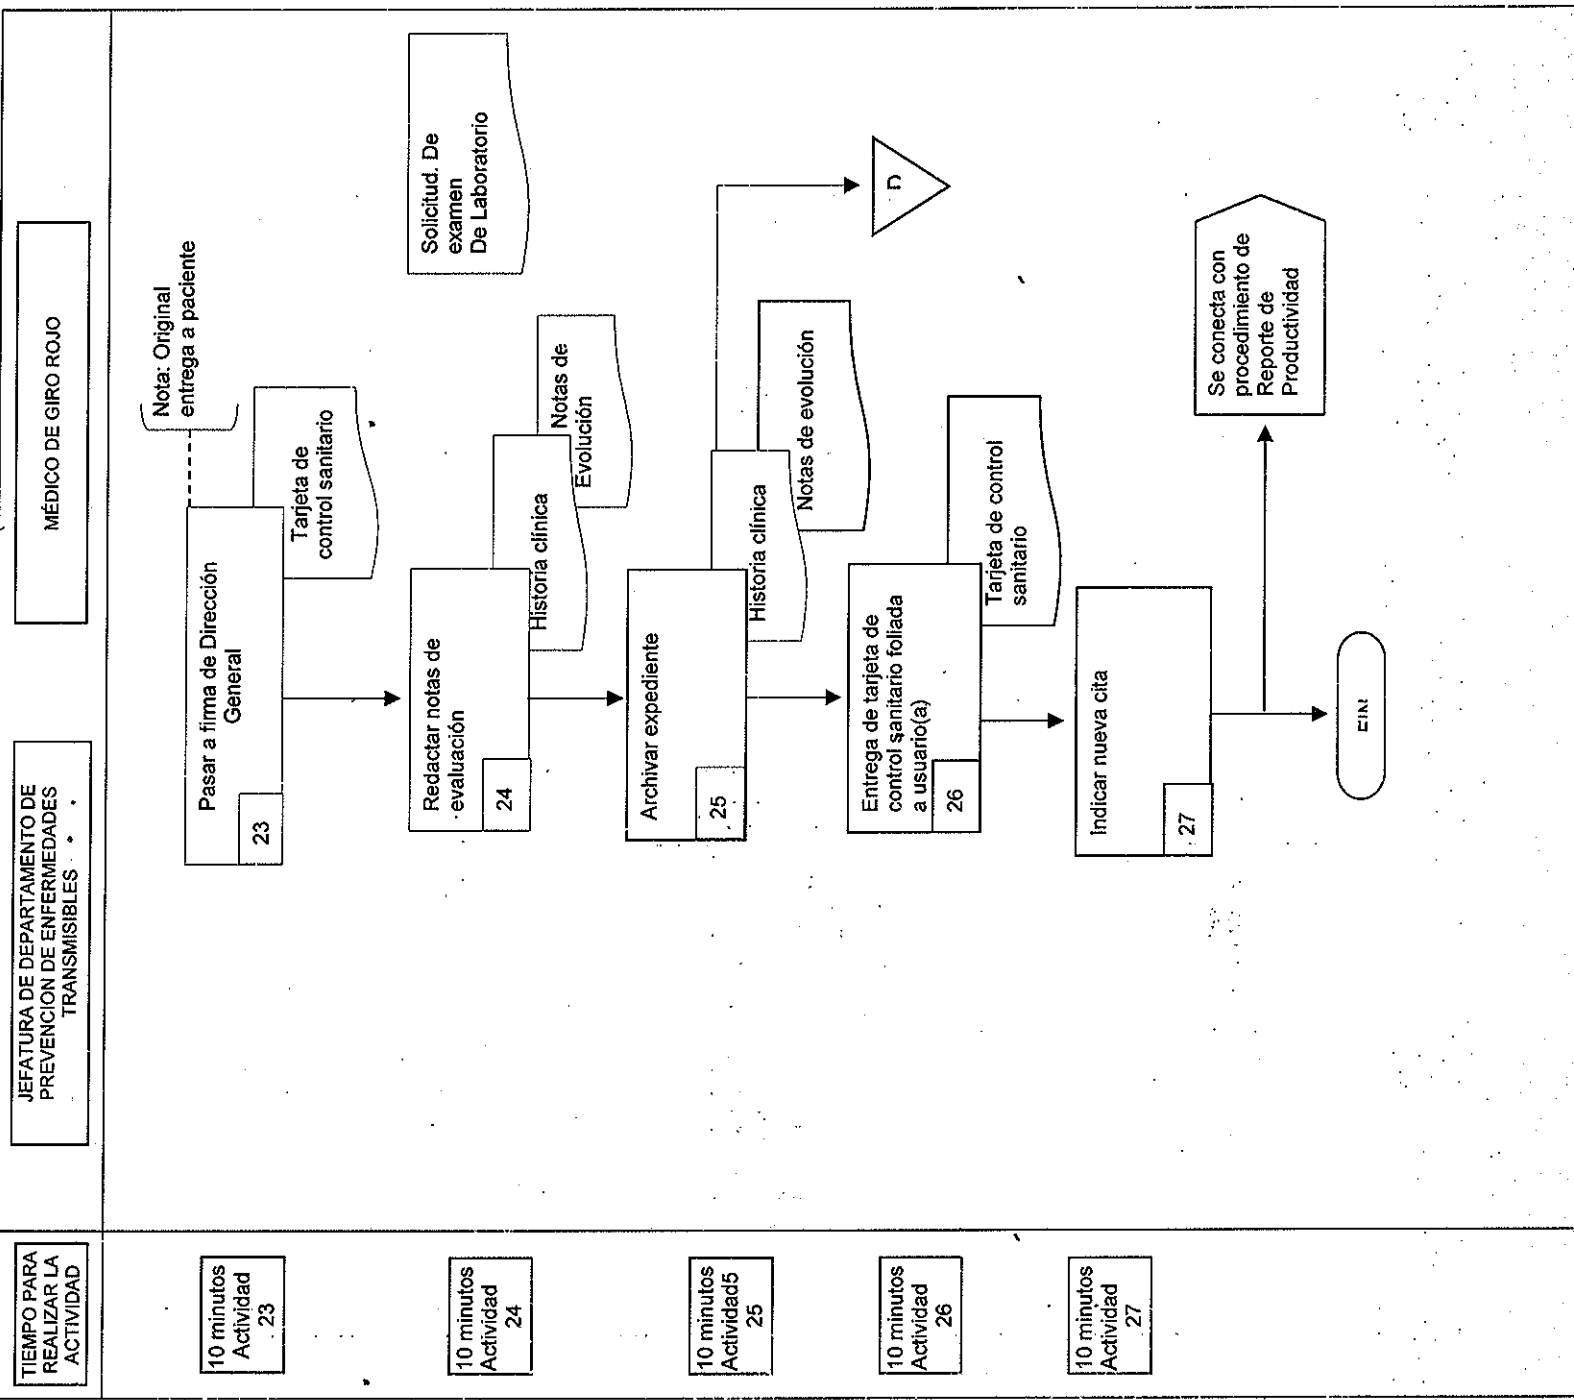 TIEMPO PARA
REALIZAR LA
ACTIVIDAD
JEFATURA DE DEPARTAMENTO DE
PREVENCION DE ENFERMEDADES
TRANSMISIBLES
MÉDICO DE GIRO ROJO
10 minutos
Actividad
23
Pasar a firma de Dirección
General
23
Tarjeta de
control sanitario
Nota: Original
entrega a paciente
10 minutos
Actividad
24
Redactar notas de
evaluación
24
Historia clínica
Notas de
Evolución
Solicitud. De
examen
De Laboratorio
10 minutos
Actividad5
25
Archivar expediente
25
Historia clínica
Notas de evolución
D
10 minutos
Actividad
26
Entrega de tarjeta de
control sanitario foliada
a usuario(a)
26
Tarjeta de control
sanitario
10 minutos
Actividad
27
Indicar nueva cita
27
Se conecta con
procedimiento de
Reporte de
Productividad
FIN